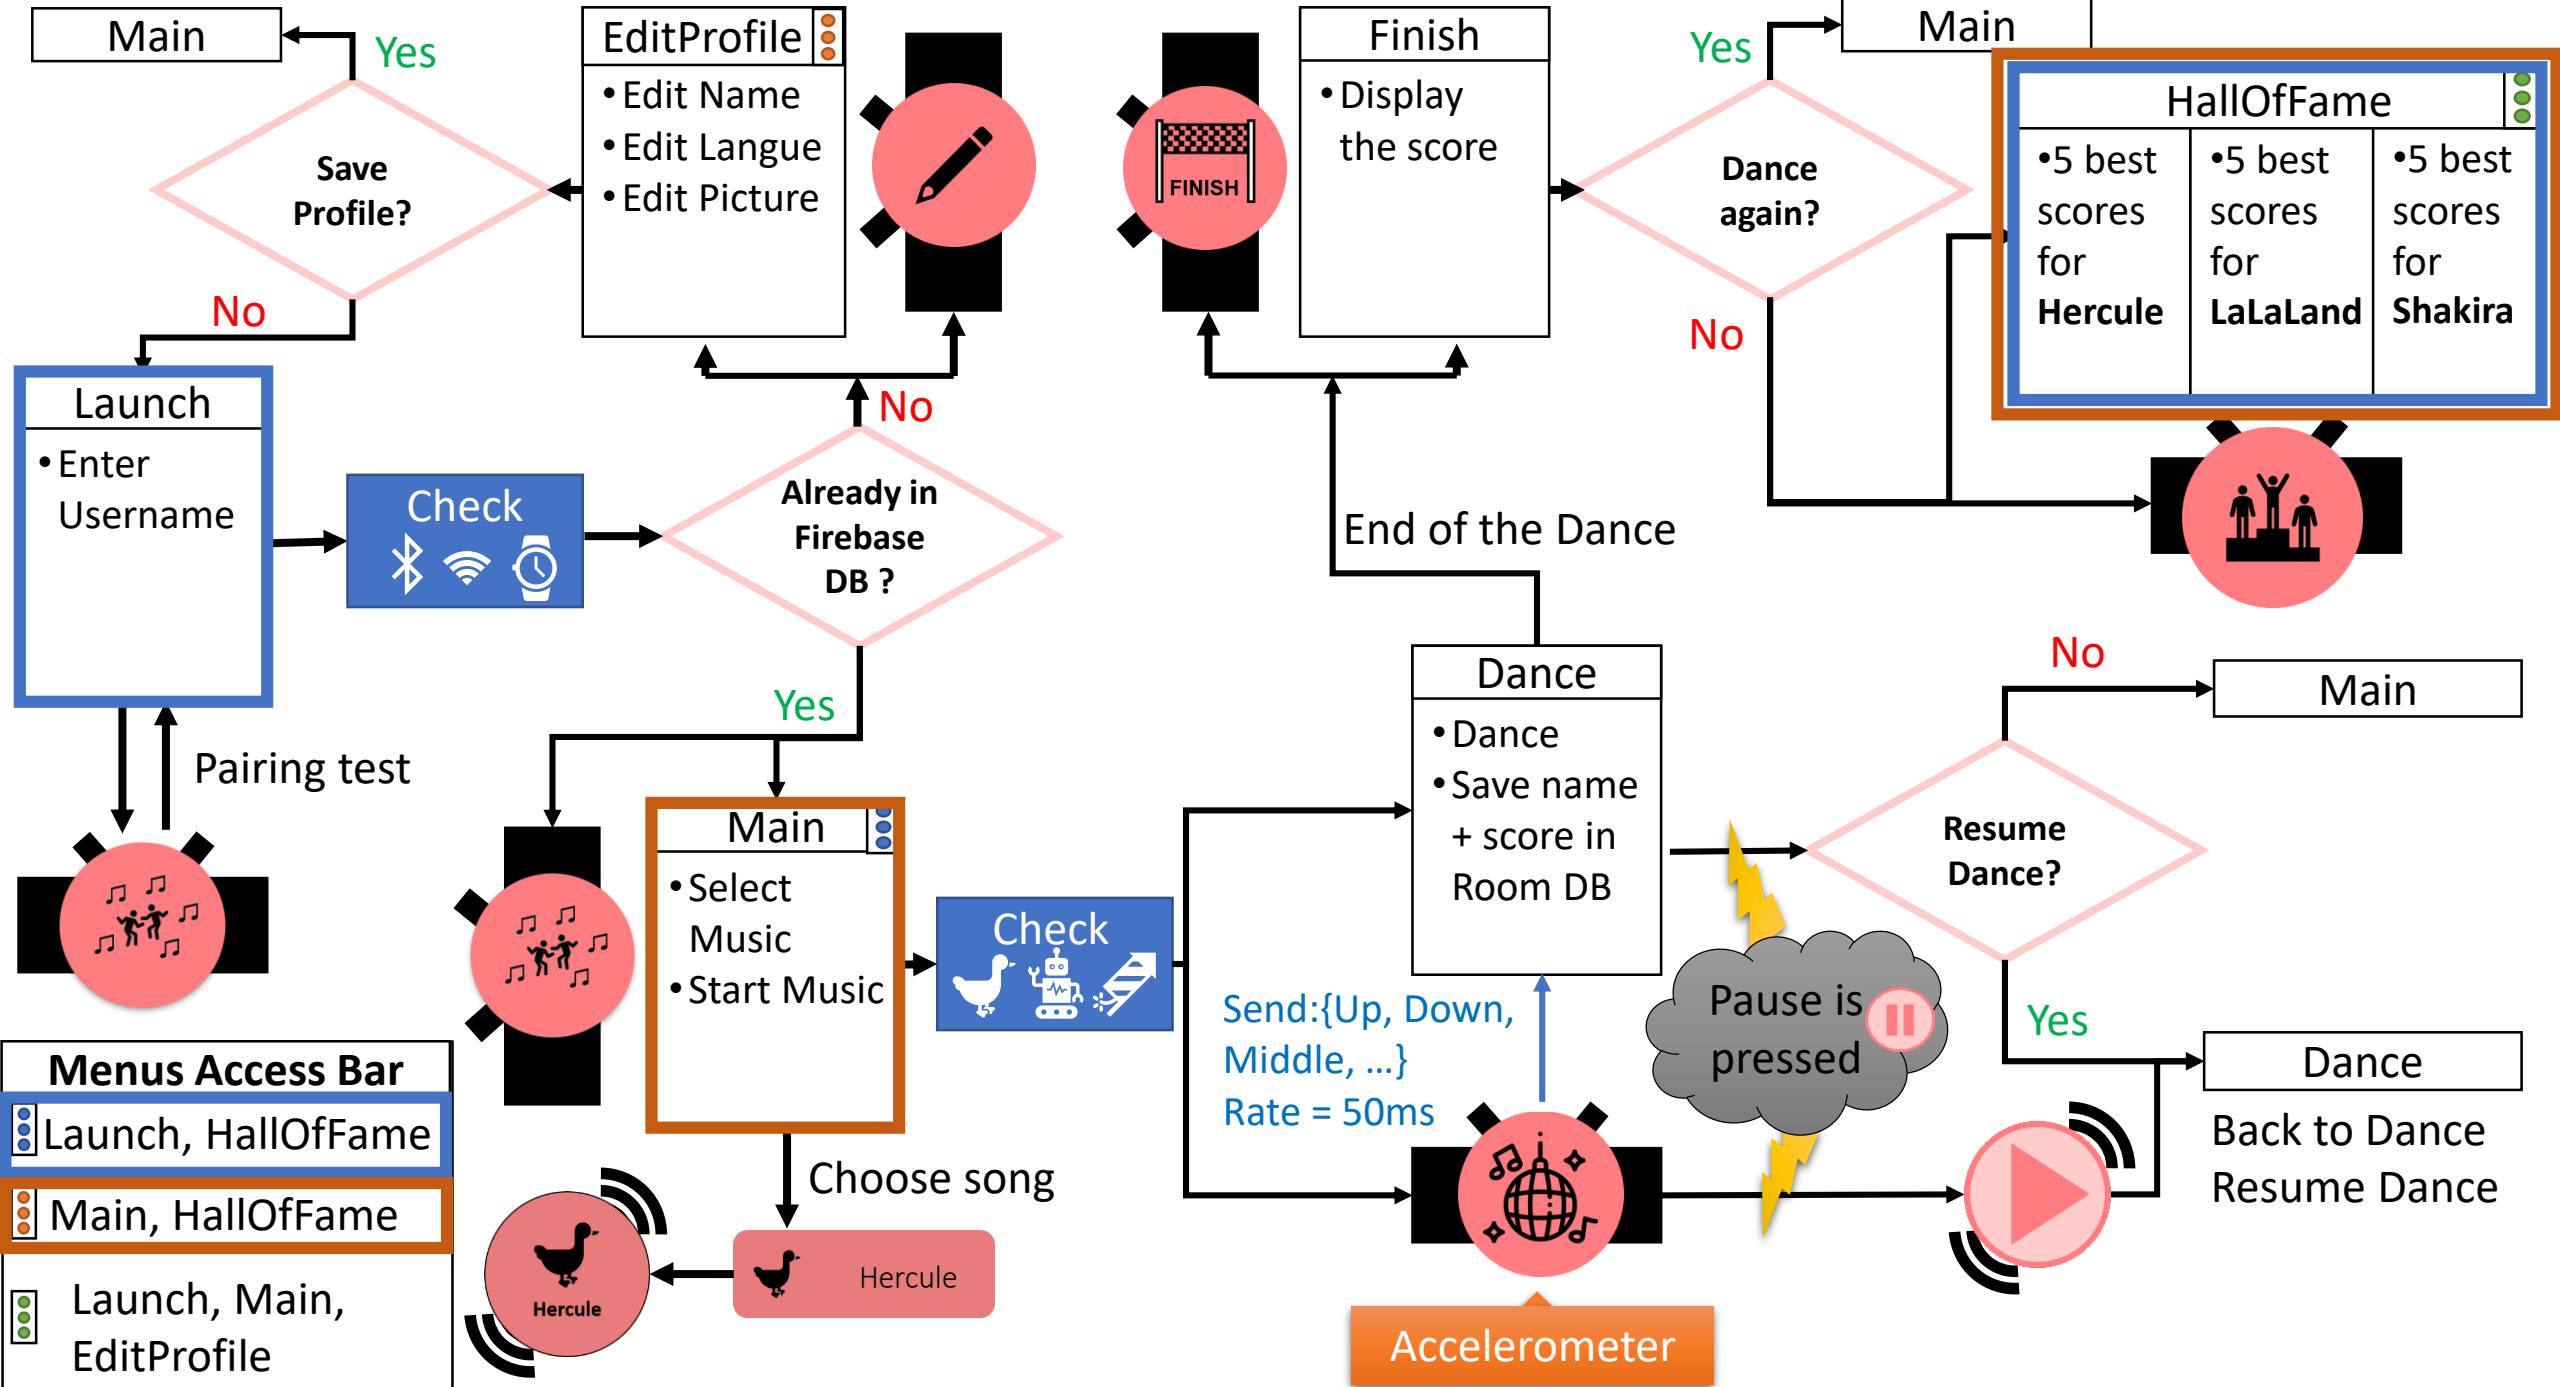 Main
Yes
Save
Profile?
No
EditProfile
•Edit Name
•Edit Langue
•Edit Picture
FINISH
Finish
•Display
the score
Yes
Main
Dance
again?
No
HallOfFame
•5 best
scores
for
Hercule
•5 best
scores
for
LaLaLand
•5 best
scores
for
Shakira
Launch
•Enter
Username
Check
No
Already in
Firebase
DB ?
Yes
Pairing test
End of the Dance
Main
•Select
Music
•Start Music
Check
Dance
•Dance
•Save name
+ score in
Room DB
No
Main
Resume
Dance?
Yes
Pause is
pressed
Dance
Back to Dance
Resume Dance
Send:{Up, Down,
Middle, …}
Rate = 50ms
Accelerometer
Choose song
Hercule
Hercule
Menus Access Bar
Launch, HallOfFame
Main, HallOfFame
Launch, Main,
EditProfile